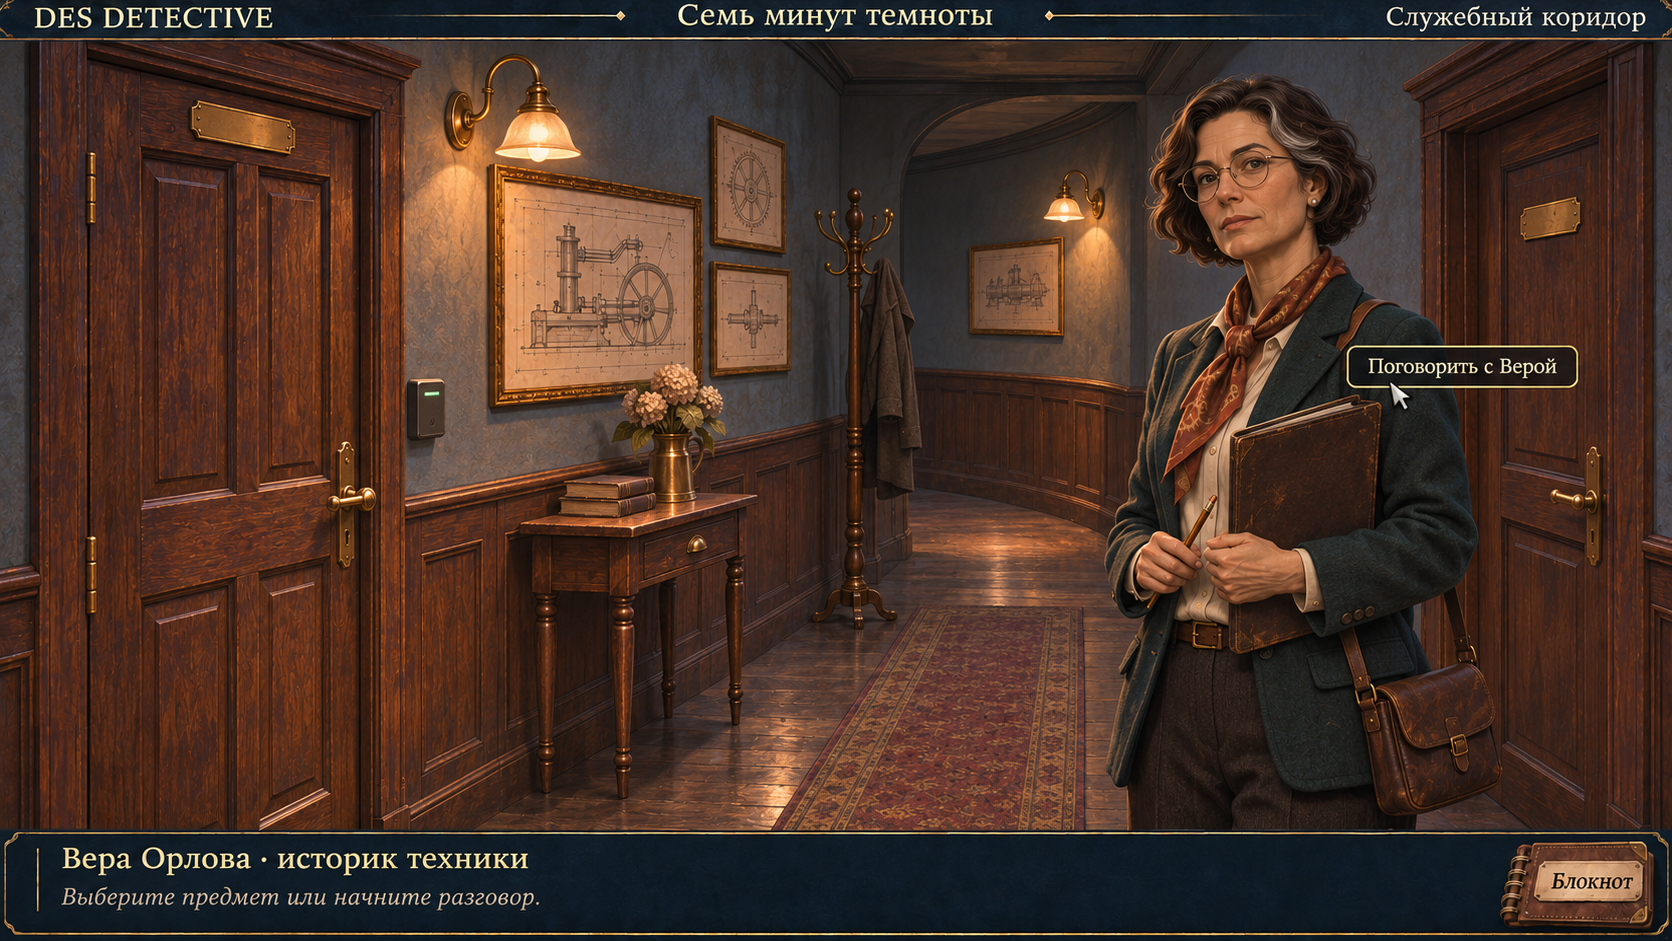 DES DETECTIVE
Семь минут темноты
Служебный коридор
Поговорить с Верой
Вера Орлова · историк техники
Выберите предмет или начните разговор.
Блокнот